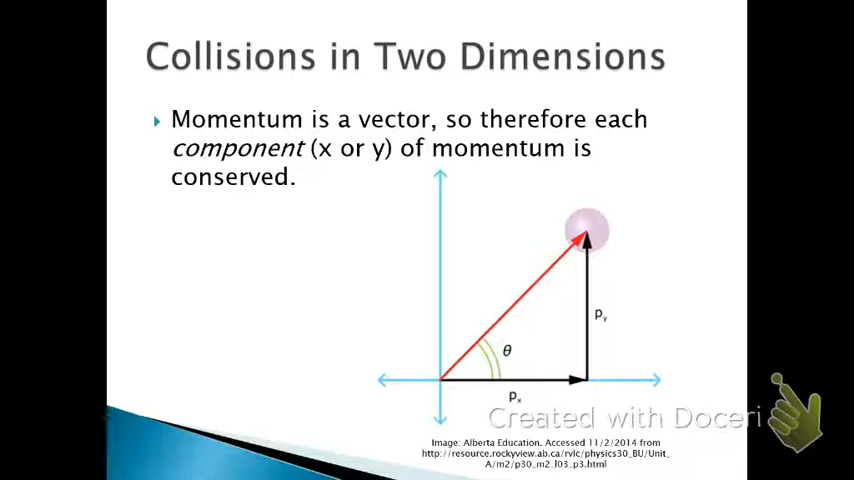 Collisions in Two Dimensions
Momentum is a vector, so therefore each
component (x or y) of momentum is
conserved.
p_y
θ
p_x
Created with Doceri
Image: Alberta Education. Accessed 11/2/2014 from
http://resource.rockyview.ab.ca/rvlc/physics30_BU/Unit_
A/m2/p30_m2_l03_p3.html